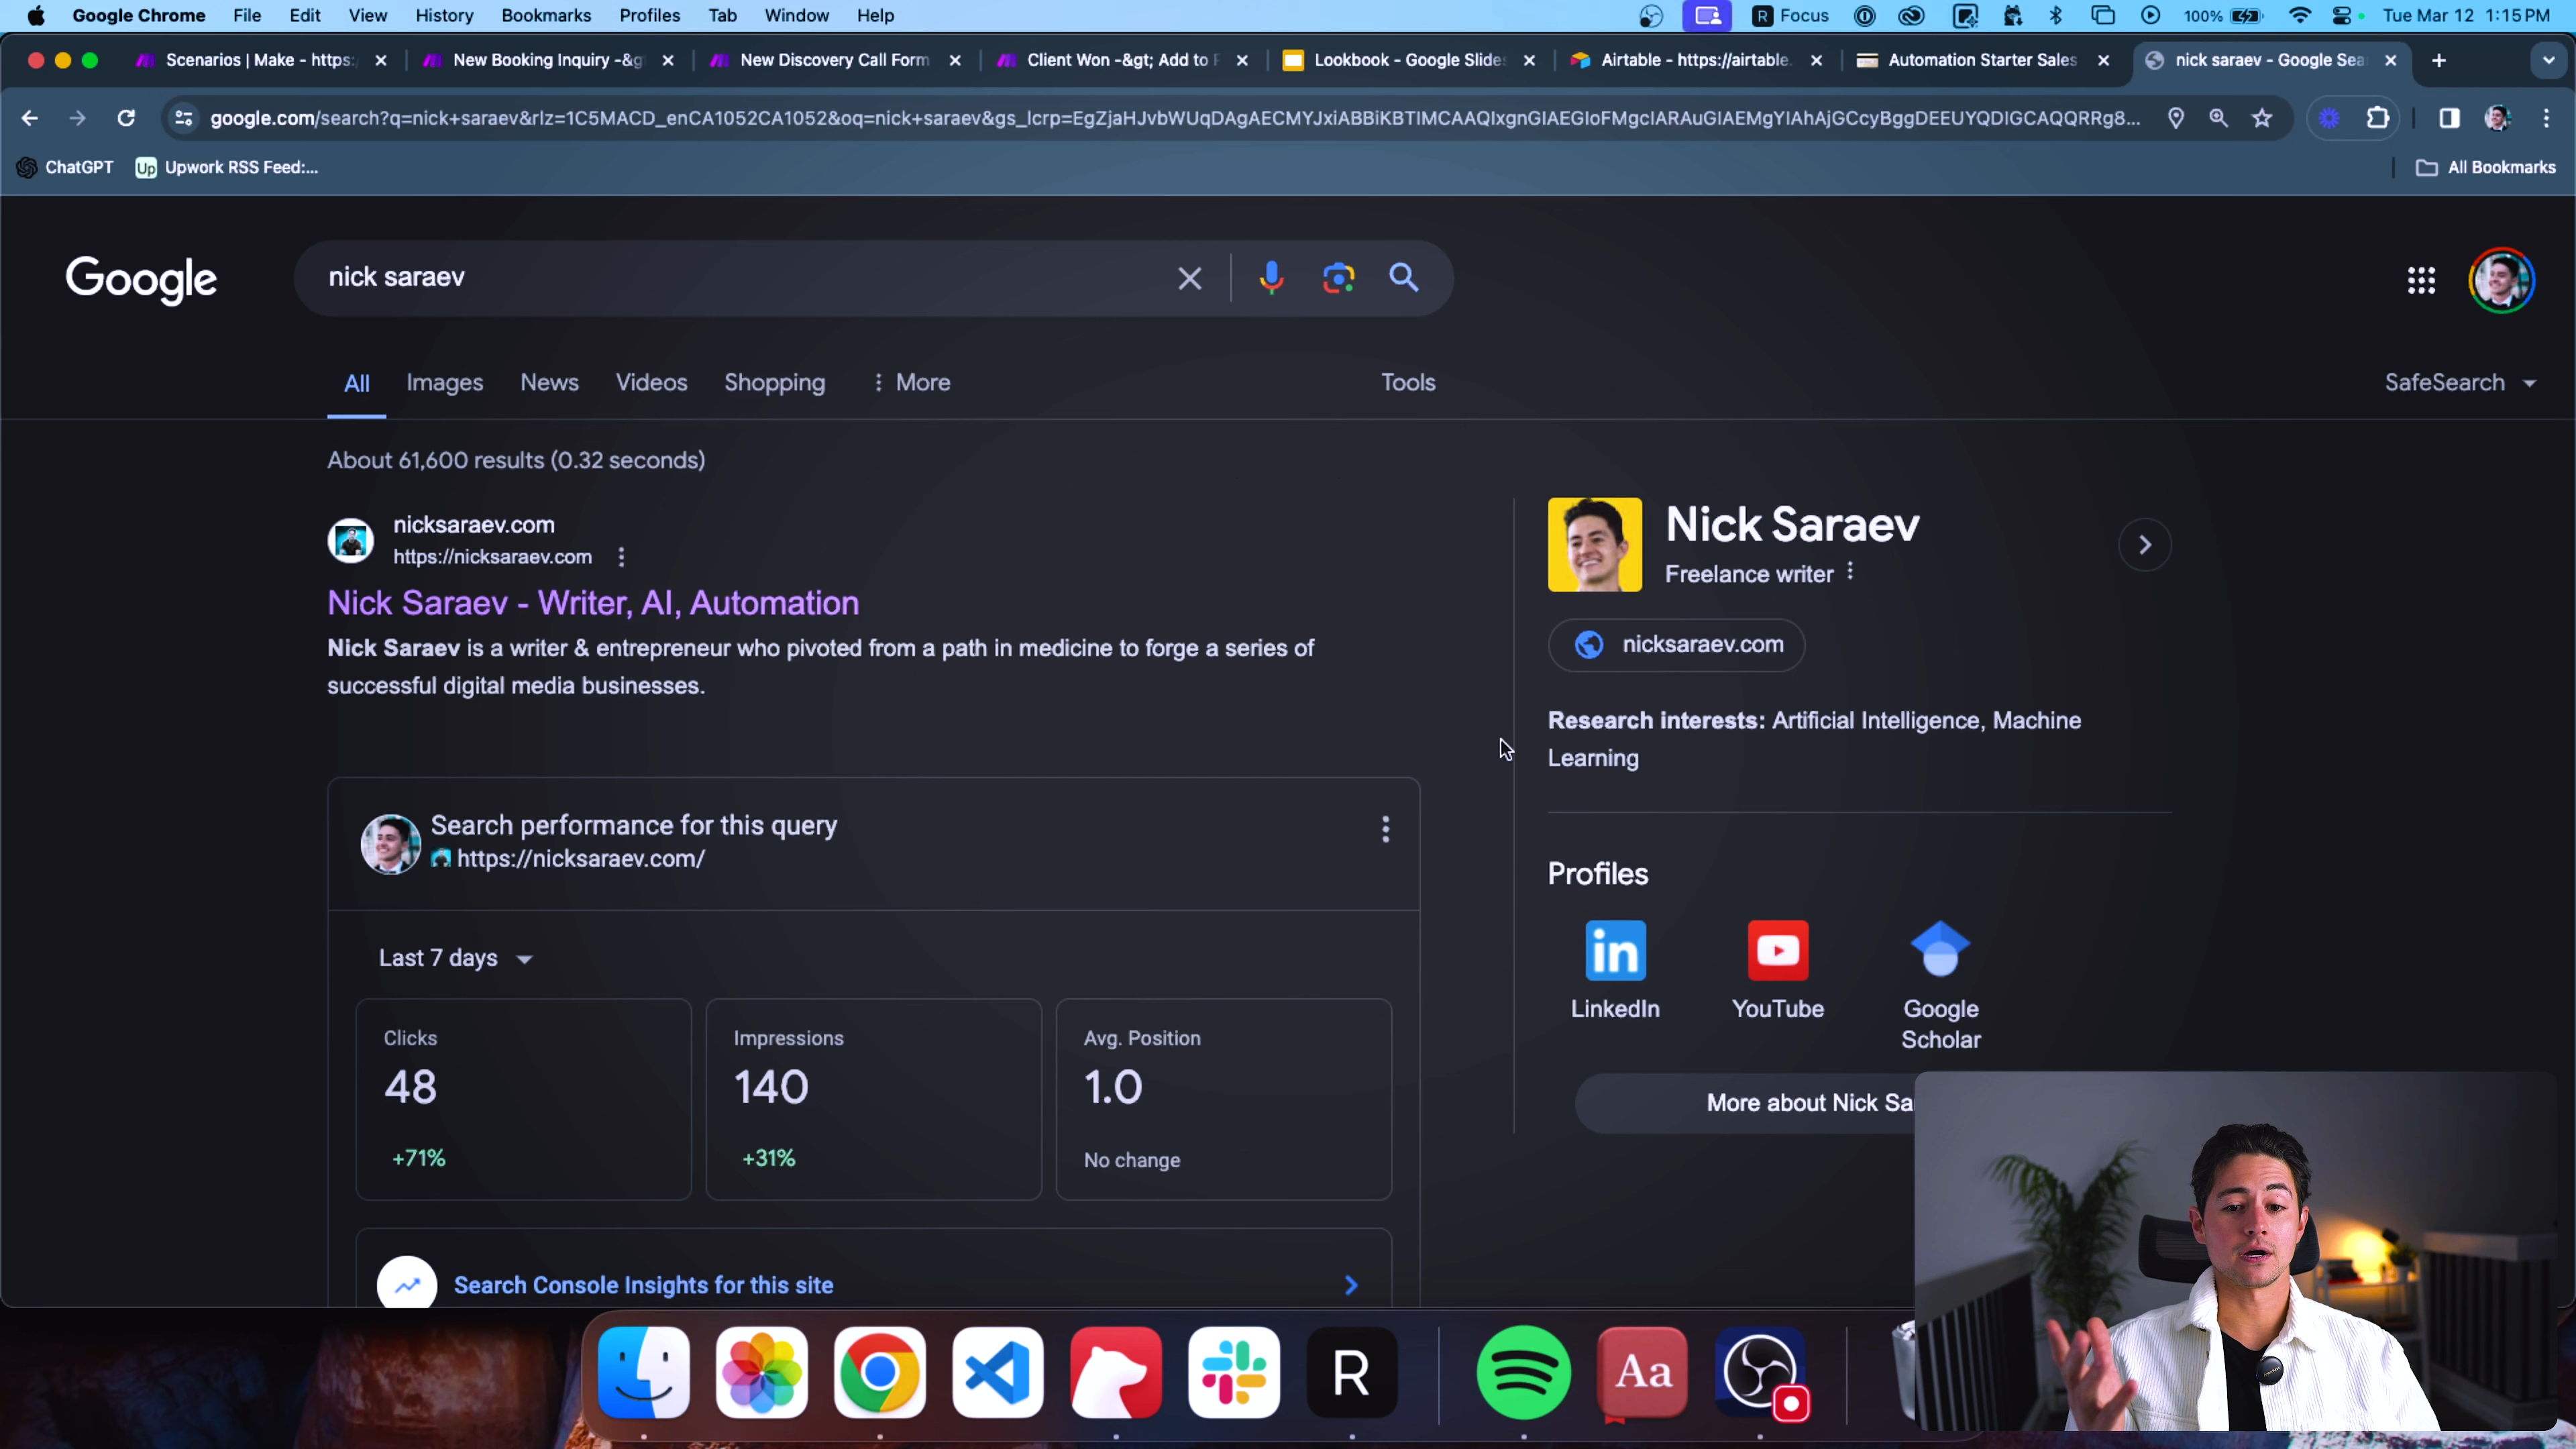 Google Chrome File Edit View History Bookmarks Profiles Tab Window Help Focus 100% Tue Mar 12 1:15 PM
Scenarios | Make - https: New Booking Inquiry -&g New Discovery Call Form Client Won -&gt; Add to Lookbook - Google Slide Airtable - https://airtable. Automation Starter Sales nick saraev - Google Sea
google.com/search?q=nick+saraev&rlz=1C5MACD_enCA1052CA1052&oq=nick+saraev&gs_lcrp=
ChatGPT Up Upwork RSS Feed:... All Bookmarks
Google nick saraev
All Images News Videos Shopping More Tools SafeSearch
About 61,600 results (0.32 seconds)
nicksaraev.com
https://nicksaraev.com
Nick Saraev - Writer, AI, Automation
Nick Saraev is a writer & entrepreneur who pivoted from a path in medicine to forge a series of
successful digital media businesses.
Search performance for this query
https://nicksaraev.com/
Last 7 days
Clicks
48
+71%
Impressions
140
+31%
Avg. Position
1.0
No change
Search Console Insights for this site
Nick Saraev
Freelance writer
nicksaraev.com
Research interests: Artificial Intelligence, Machine
Learning
Profiles
in
LinkedIn
YouTube
Google
Scholar
More about Nick Sa
R
Aa